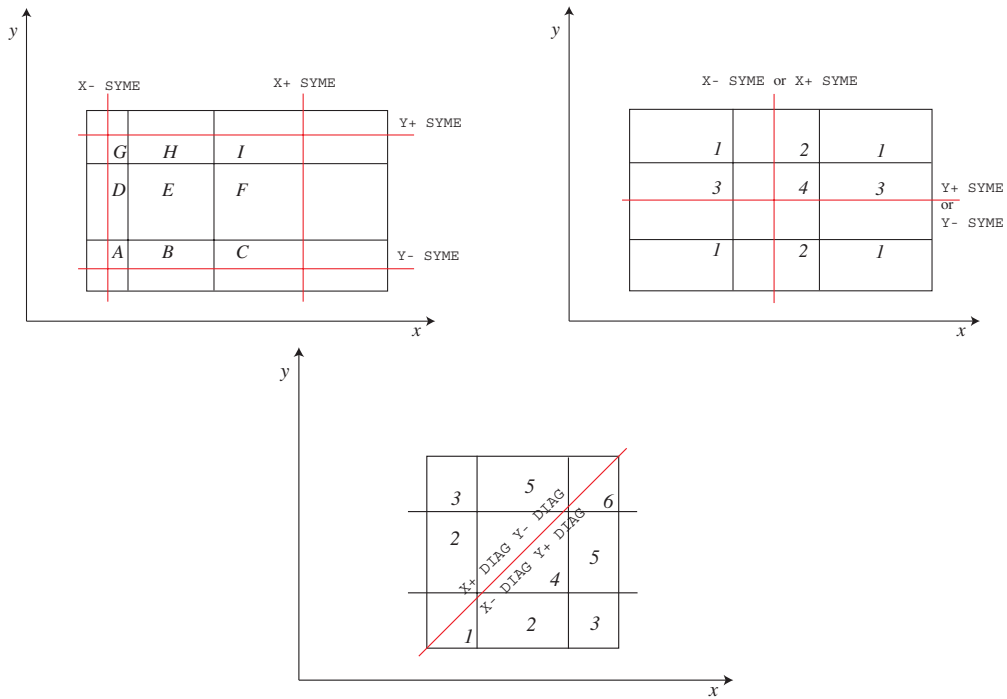 y
X- SYME X+ SYME
Y+ SYME
G H I
D E F
A B C
Y- SYME
x
y
X- SYME or X+ SYME
1 2 1
3 4 3
Y+ SYME
or
Y- SYME
1 2 1
x
y
3 5 6
2 4 5
X+ DIAG Y- DIAG
X- DIAG Y+ DIAG
1 2 3
x